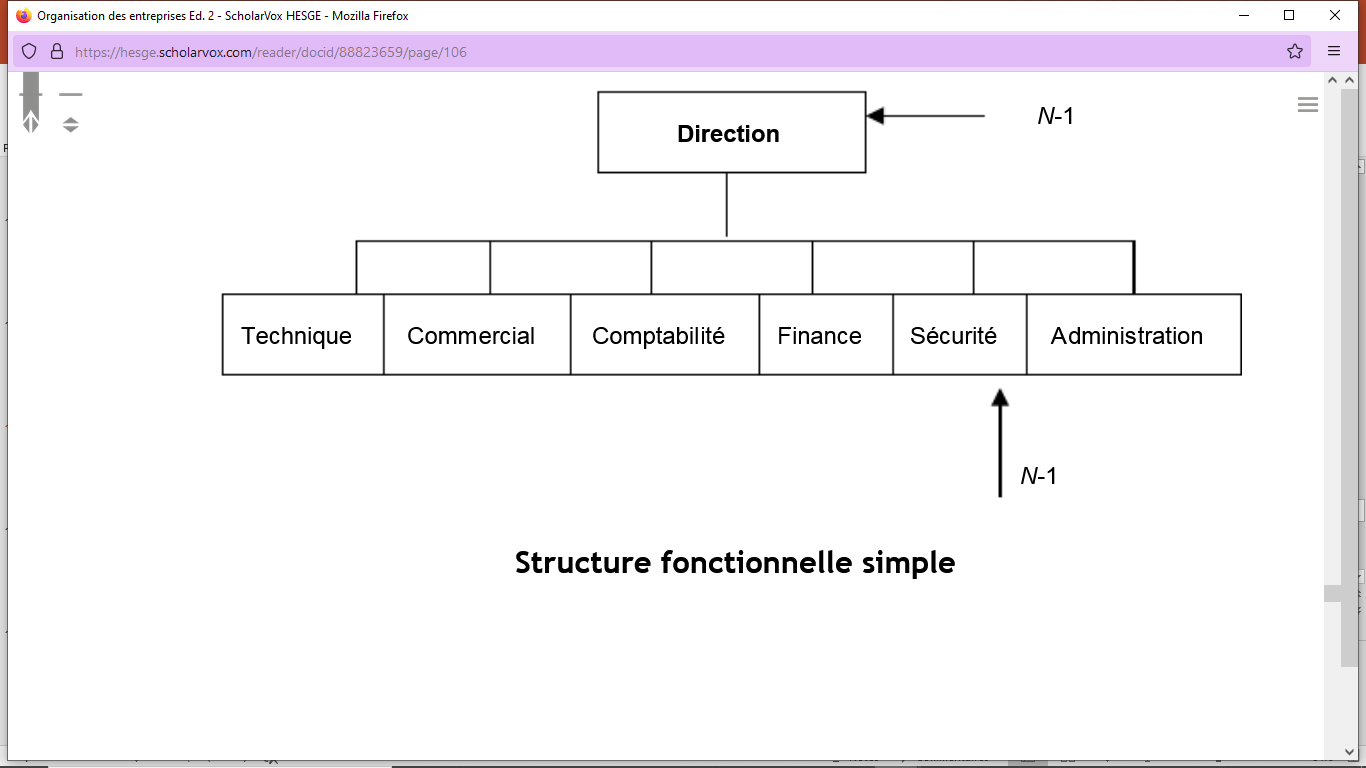 Organisation des entreprises Ed. 2 - ScholarVox HESGE - Mozilla Firefox
https://hesge.scholarvox.com/reader/docid/88823659/page/106
Direction
N-1
Technique Commercial Comptabilité Finance Sécurité Administration
N-1
Structure fonctionnelle simple